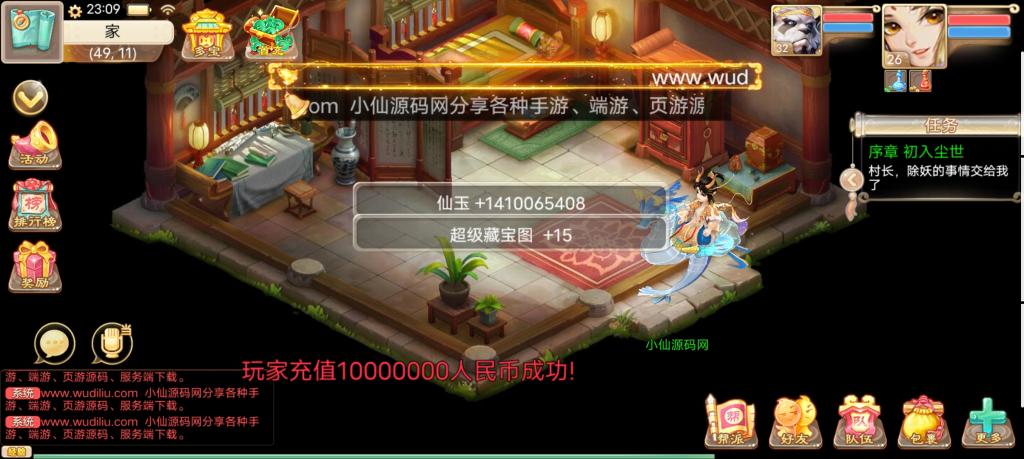 23:09
家
(49, 11)
多宝
32
26
www.wud
om 小仙源码网分享各种手游、端游、页游源
任务
序章 初入尘世
村长，除妖的事情交给我
了
活动
排行榜
榜
奖励
仙玉 +1410065408
超级藏宝图 +15
小仙源码网
玩家充值10000000人民币成功!
当
游、端游、页游源码、服务端下载。
系统 www.wudiliu.com 小仙源码网分享各种手
游、端游、页游源码、服务端下载。
系统 www.wudiliu.com 小仙源码网分享各种手
游、端游、页游源码、服务端下载。
经验
帮
帮派
好友
队
队伍
包裹
更多